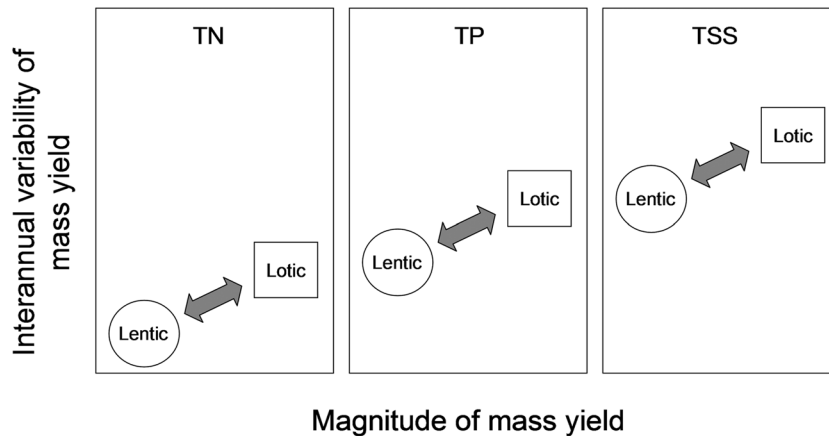 Interannual variability of
mass yield
TN
Lotic
Lentic
TP
Lotic
Lentic
TSS
Lotic
Lentic
Magnitude of mass yield